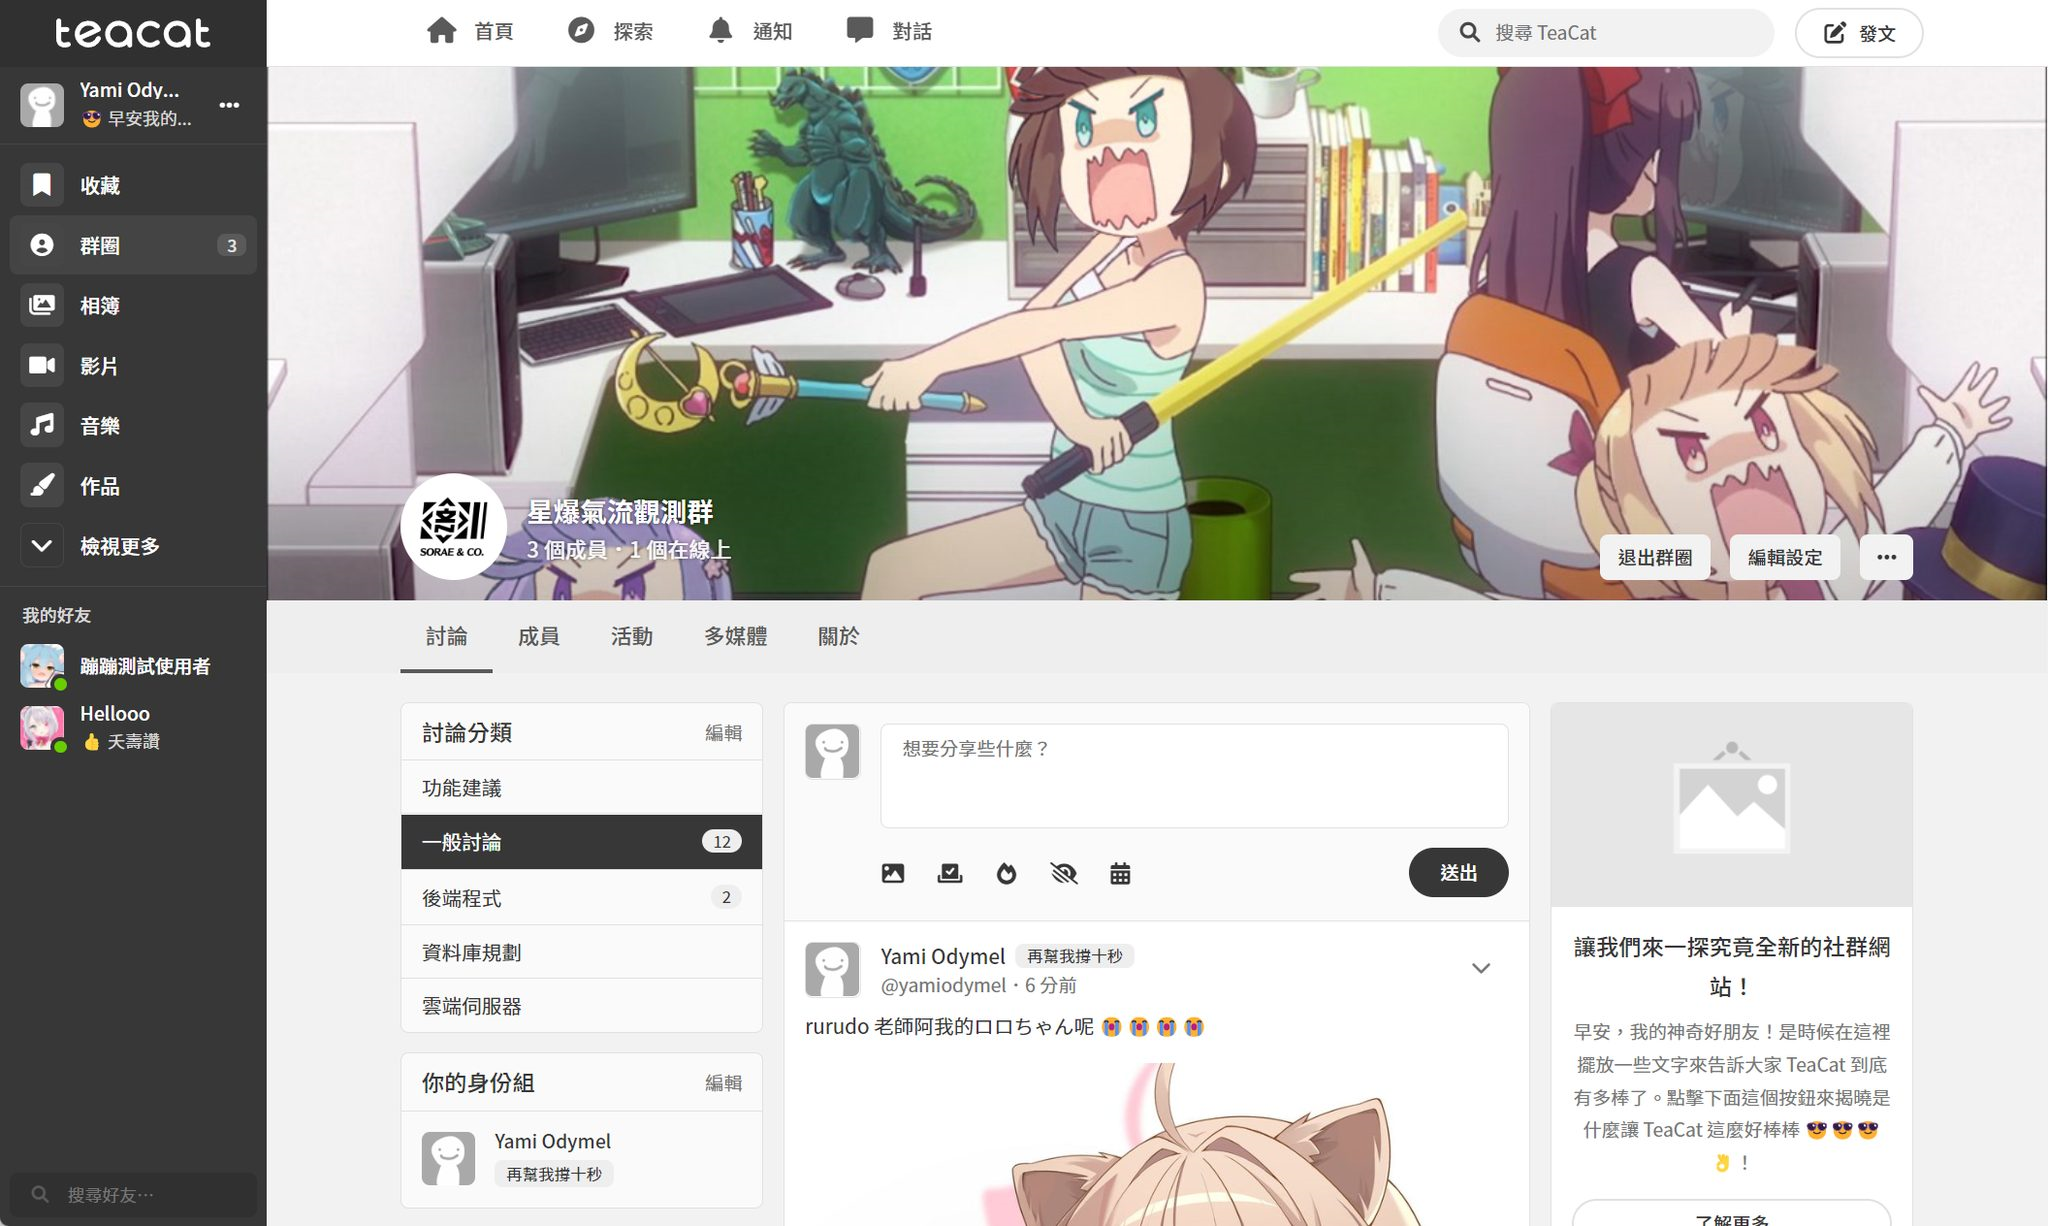 teacat
首頁
探索
通知
對話
搜尋 TeaCat
發文
Yami Ody...
😎 早安我的...
收藏
群圈 3
相簿
影片
音樂
作品
檢視更多
我的好友
蹦蹦測試使用者
Hellooo
👍 夭壽讚
搜尋好友⋯
SORAE & CO.
星爆氣流觀測群
3 個成員・1 個在線上
退出群圈
編輯設定
討論
成員
活動
多媒體
關於
討論分類 編輯
功能建議
一般討論 12
後端程式 2
資料庫規劃
雲端伺服器
你的身份組 編輯
Yami Odymel
再幫我撐十秒
想要分享些什麼？
送出
Yami Odymel 再幫我撐十秒
@yamiodymel・6 分前
rurudo 老師阿我的ロロちゃん呢 😭😭😭😭
讓我們來一探究竟全新的社群網
站！
早安，我的神奇好朋友！是時候在這裡
擺放一些文字來告訴大家 TeaCat 到底
有多棒了。點擊下面這個按鈕來揭曉是
什麼讓 TeaCat 這麼好棒棒 😎😎😎
👌！
了解更多